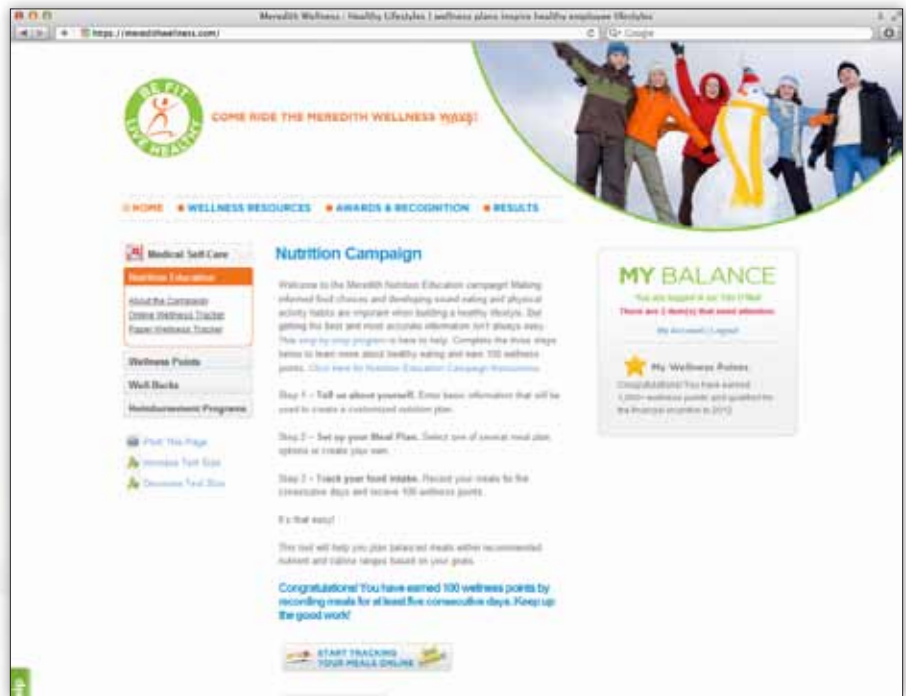 Meredith Wellness | Healthy Lifestyles | wellness plans inspire healthy employee lifestyles
https://meredithwellness.com/
Google
BE FIT
LIVE HEALTHY
COME RIDE THE MEREDITH WELLNESS WAVE!
HOME
WELLNESS RESOURCES
AWARDS & RECOGNITION
RESULTS
Medical Self-Care
Nutrition Education
About the Campaign
Online Wellness Tracker
Paper Wellness Tracker
Wellness Points
Well Bucks
Reimbursement Programs
Print This Page
Increase Text Size
Decrease Text Size
Nutrition Campaign
Welcome to the Meredith Nutrition Education campaign! Making
informed food choices and developing sound eating and physical
activity habits are important when building a healthy lifestyle. But
getting the best and most accurate information isn't always easy.
This step-by-step program is here to help. Complete the three steps
below to learn more about healthy eating and earn 100 wellness
points. Click Here for Nutrition Education Campaign
Step 1 – Tell us about yourself. Enter basic information that will be
used to create a customized nutrition plan.
Step 2 – Set up your Meal Plan. Select one of several meal plan
options or create your own.
Step 3 – Track your food intake. Record your meals for five
consecutive days and receive 100 wellness points.
It's that easy!
This tool will help you plan balanced meals within recommended
nutrient and calorie ranges based on your goals.
Congratulations! You have earned 100 wellness points by
recording meals for at least five consecutive days. Keep up
the good work!
START TRACKING
YOUR MEALS ONLINE
MY BALANCE
You are logged in as: Tim O'Neil
There are 2 item(s) that need attention.
My Account | Logout
My Wellness Points
Congratulations! You have earned
1,000+ wellness points and qualified for
the financial incentive in 2012
Help